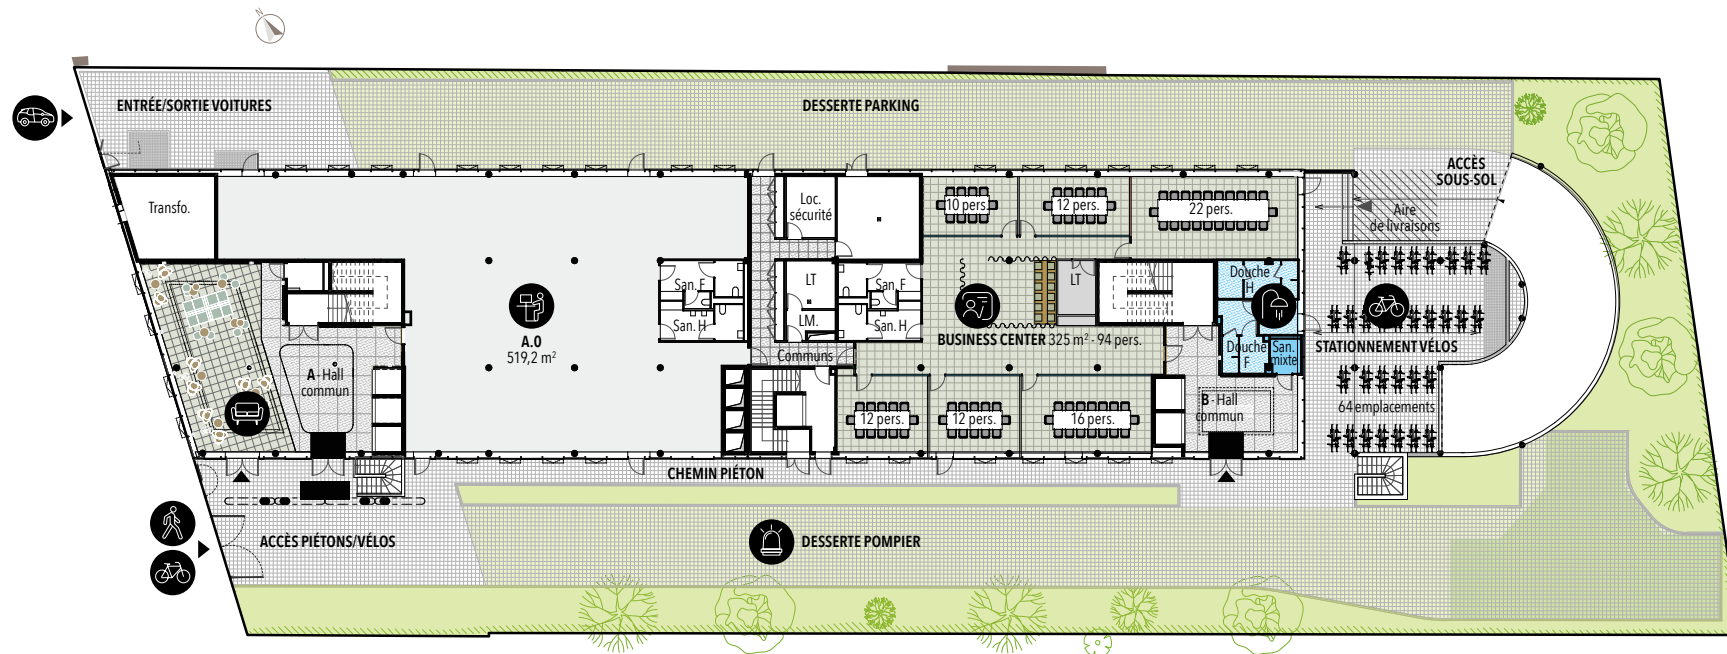 N
ENTRÉE/SORTIE VOITURES
DESSERTE PARKING
ACCÈS
SOUS-SOL
Transfo.
Loc.
sécurité
10 pers.
12 pers.
22 pers.
Aire
de livraisons
San. F
LT
San. F
LT
Douche
H
San. H
LM.
San. H
A.0
519,2 m²
BUSINESS CENTER 325 m² - 94 pers.
Douche
F
San.
mixte
STATIONNEMENT VÉLOS
Communs
A - Hall
commun
12 pers.
12 pers.
16 pers.
B - Hall
commun
64 emplacements
CHEMIN PIÉTON
ACCÈS PIÉTONS/VÉLOS
DESSERTE POMPIER